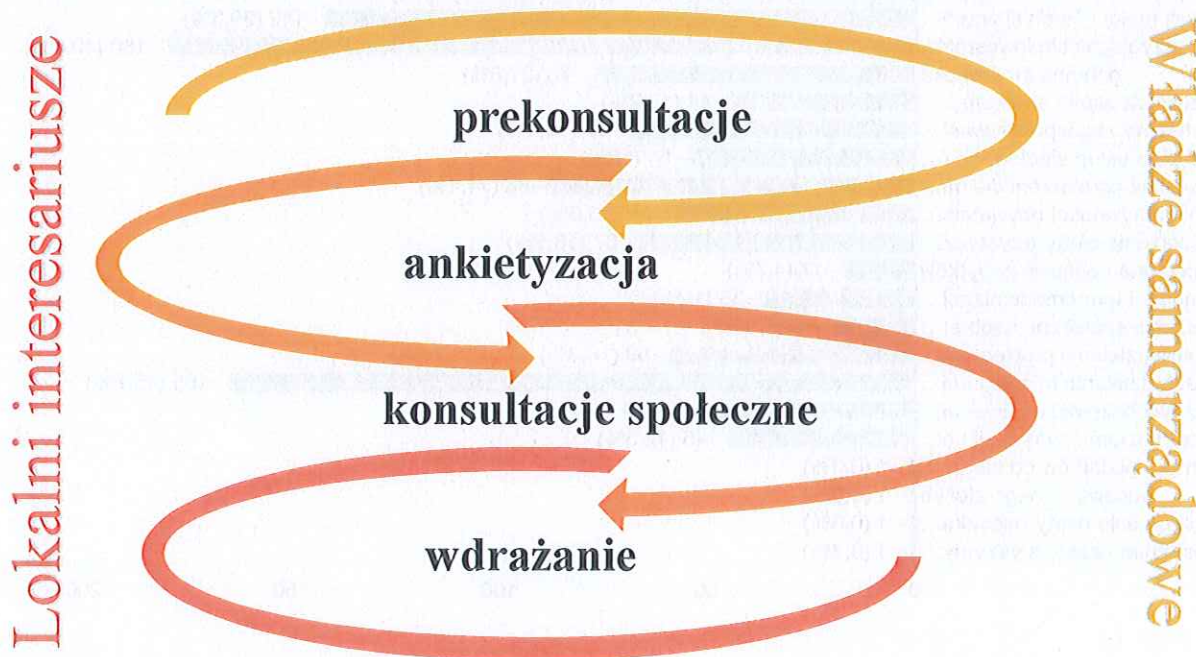 Lokalni interesariusze
prekonsultacje
ankietyzacja
konsultacje społeczne
wdrażanie
Władze samorządowe